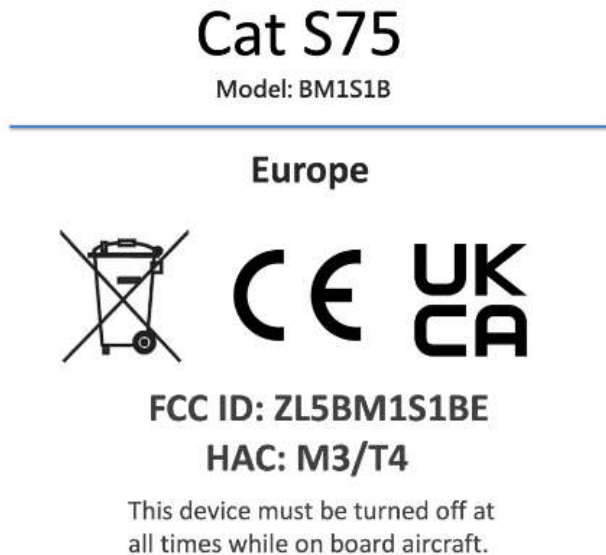 Cat S75
Model: BM1S1B
Europe
CE
UK
CA
FCC ID: ZL5BM1S1BE
HAC: M3/T4
This device must be turned off at
all times while on board aircraft.